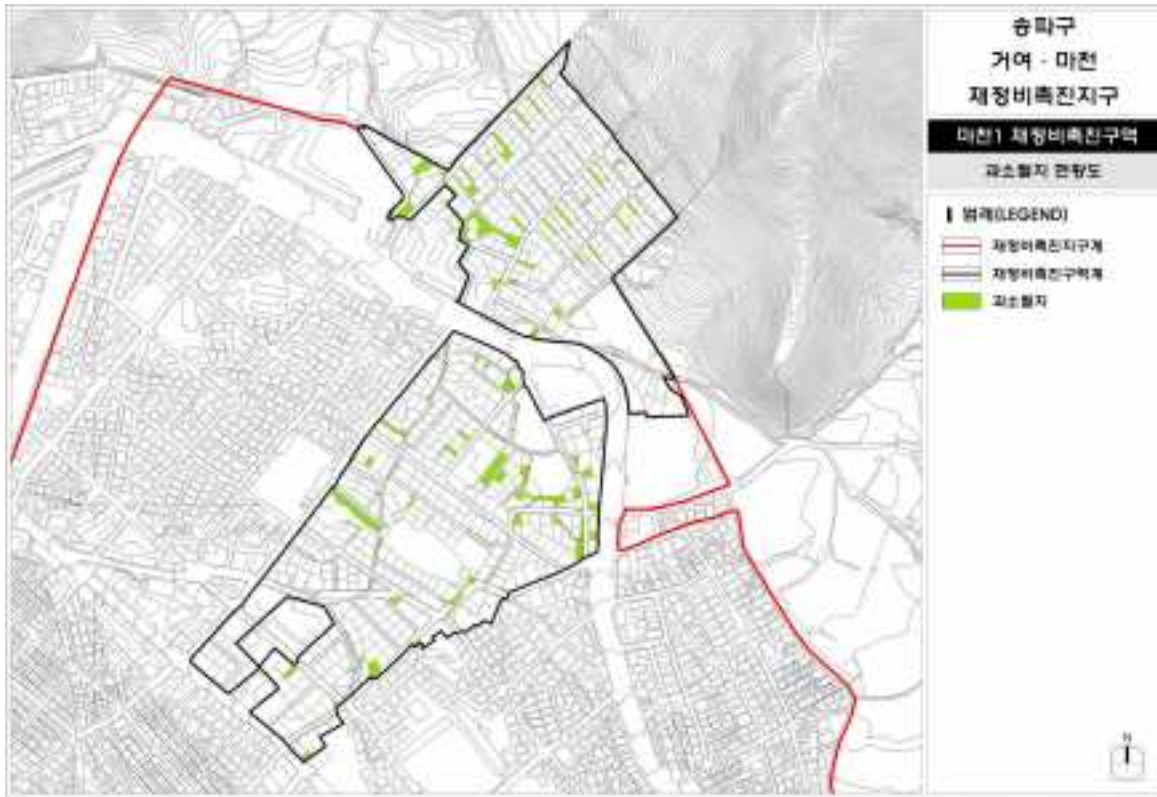 송파구
거여 · 마천
재정비촉진지구
마천1 재정비촉진구역
과소필지 현황도
범례(LEGEND)
재정비촉진지구계
재정비촉진구역계
과소필지
N